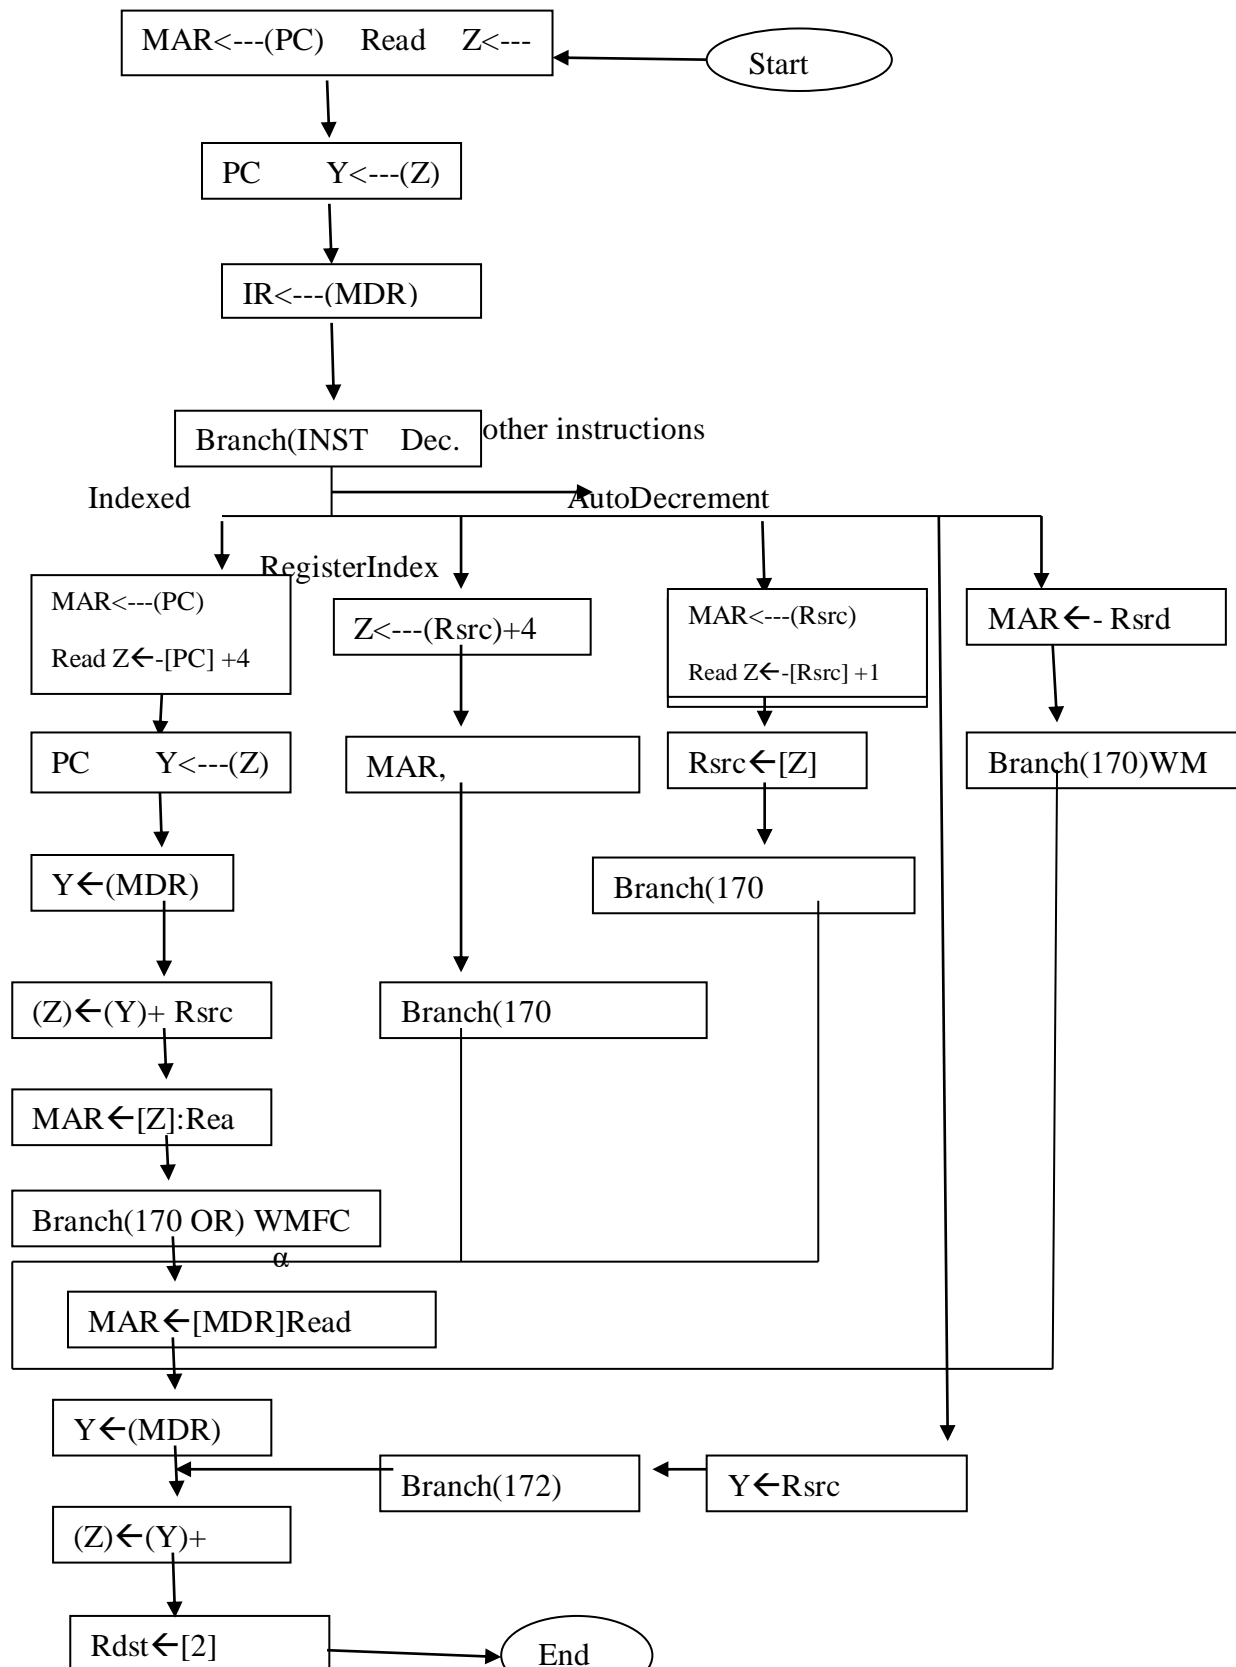 MAR<---(PC) Read Z<---
Start
PC Y<---(Z)
IR<---(MDR)
Branch(INST Dec.
other instructions
Indexed
AutoDecrement
RegisterIndex
MAR<---(PC)
Read Z←-[PC] +4
Z<---(Rsrc)+4
MAR<---(Rsrc)
Read Z←-[Rsrc] +1
MAR←- Rsrd
PC Y<---(Z)
MAR,
Rsrc←[Z]
Branch(170)WM
Y←(MDR)
Branch(170
(Z)←(Y)+ Rsrc
Branch(170
MAR←[Z]:Rea
Branch(170 OR) WMFC
α
MAR←[MDR]Read
Y←(MDR)
Branch(172)
Y←Rsrc
(Z)←(Y)+
Rdst←[2]
End